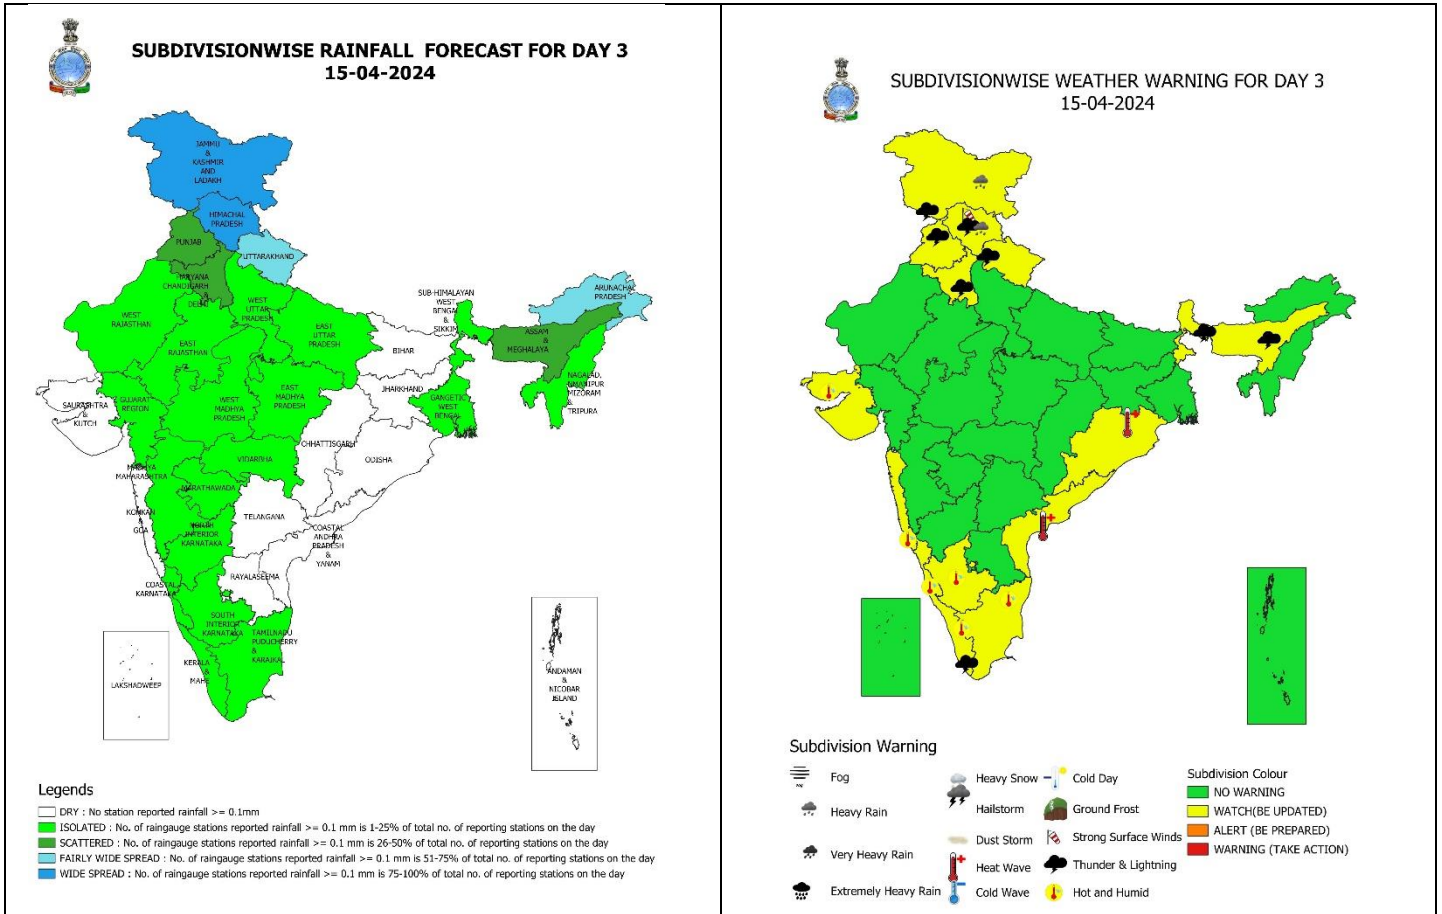 SUBDIVISIONWISE RAINFALL FORECAST FOR DAY 3
15-04-2024
JAMMU
&
KASHMIR
AND
LADAKH
HIMACHAL
PRADESH
PUNJAB
UTTARAKHAND
HARYANA
CHANDIGARH
&
DELHI
WEST
UTTAR
PRADESH
WEST
RAJASTHAN
EAST
RAJASTHAN
EAST
UTTAR
PRADESH
SUB-HIMALAYAN
WEST
BENGAL
&
SIKKIM
ARUNACHAL
PRADESH
ASSAM
&
MEGHALAYA
BIHAR
JHARKHAND
NAGALAD,
MANIPUR
MIZORAM
&
TRIPURA
GANGETIC
WEST
BENGAL
SAURASHTRA
&
KUTCH
GUJARAT
REGION
WEST
MADHYA
PRADESH
EAST
MADHYA
PRADESH
CHHATTISGARH
ODISHA
VIDARBHA
MADHYA
MAHARASHTRA
MARATHAWADA
KONKAN
&
GOA
TELANGANA
NORTH
INTERIOR
KARNATAKA
COASTAL
ANDHRA
PRADESH
&
YANAM
RAYALASEEMA
COASTAL
KARNATAKA
SOUTH
INTERIOR
KARNATAKA
TAMILNADU
PUDUCHERRY
&
KARAIKAL
KERALA
&
MAHE
LAKSHADWEEP
ANDAMAN
&
NICOBAR
ISLAND
Legends
DRY : No station reported rainfall >= 0.1mm
ISOLATED : No. of raingauge stations reported rainfall >= 0.1 mm is 1-25% of total no. of reporting stations on the day
SCATTERED : No. of raingauge stations reported rainfall >= 0.1 mm is 26-50% of total no. of reporting stations on the day
FAIRLY WIDE SPREAD : No. of raingauge stations reported rainfall >= 0.1 mm is 51-75% of total no. of reporting stations on the day
WIDE SPREAD : No. of raingauge stations reported rainfall >= 0.1 mm is 75-100% of total no. of reporting stations on the day
SUBDIVISIONWISE WEATHER WARNING FOR DAY 3
15-04-2024
Subdivision Warning
Fog
Heavy Rain
Very Heavy Rain
Extremely Heavy Rain
Heavy Snow
Hailstorm
Dust Storm
Heat Wave
Cold Wave
Cold Day
Ground Frost
Strong Surface Winds
Thunder & Lightning
Hot and Humid
Subdivision Colour
NO WARNING
WATCH(BE UPDATED)
ALERT (BE PREPARED)
WARNING (TAKE ACTION)